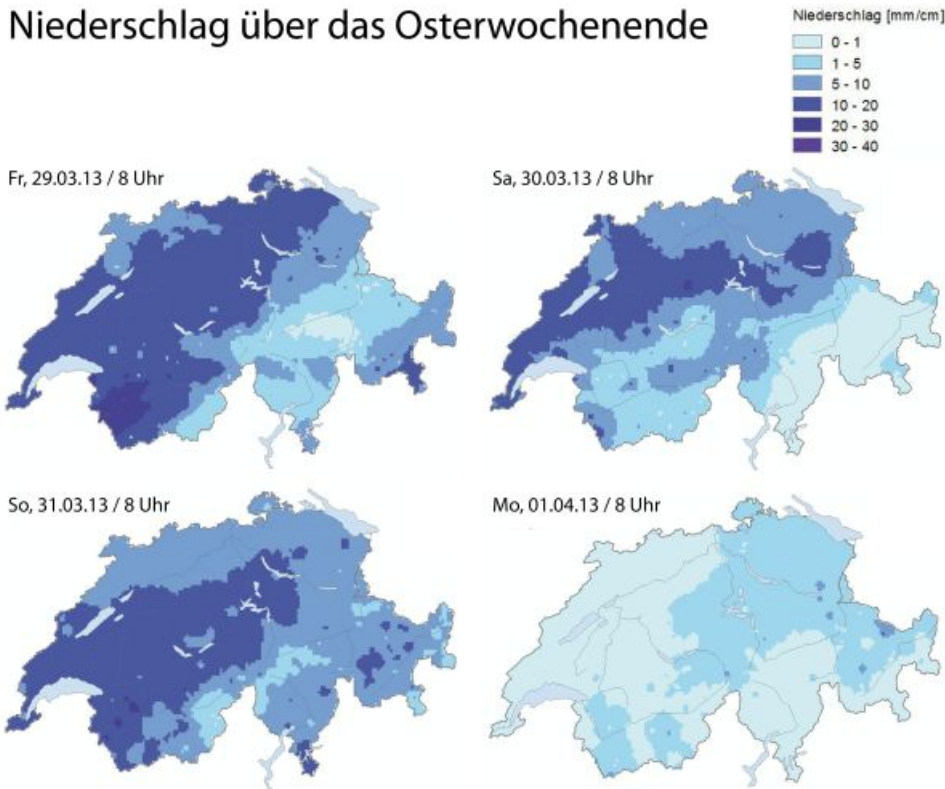 Niederschlag über das Osterwochenende
Niederschlag [mm/cm]
0 - 1
1 - 5
5 - 10
10 - 20
20 - 30
30 - 40
Fr, 29.03.13 / 8 Uhr
Sa, 30.03.13 / 8 Uhr
So, 31.03.13 / 8 Uhr
Mo, 01.04.13 / 8 Uhr